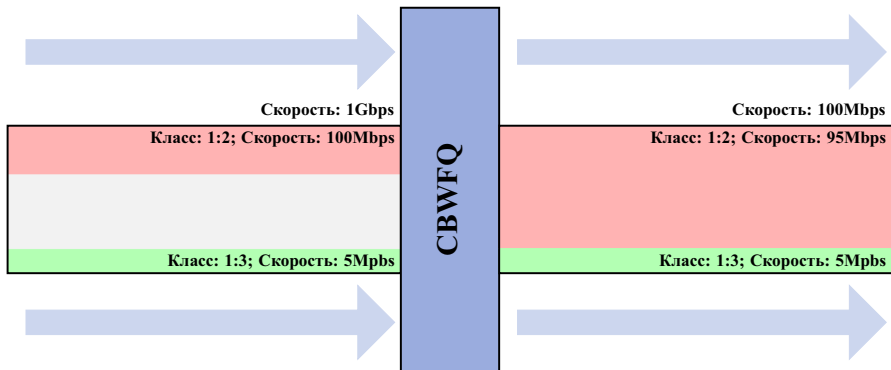 Скорость: 1Gbps
Класс: 1:2; Скорость: 100Mbps
Класс: 1:3; Скорость: 5Mpbs
CBWFQ
Скорость: 100Mbps
Класс: 1:2; Скорость: 95Mbps
Класс: 1:3; Скорость: 5Mpbs